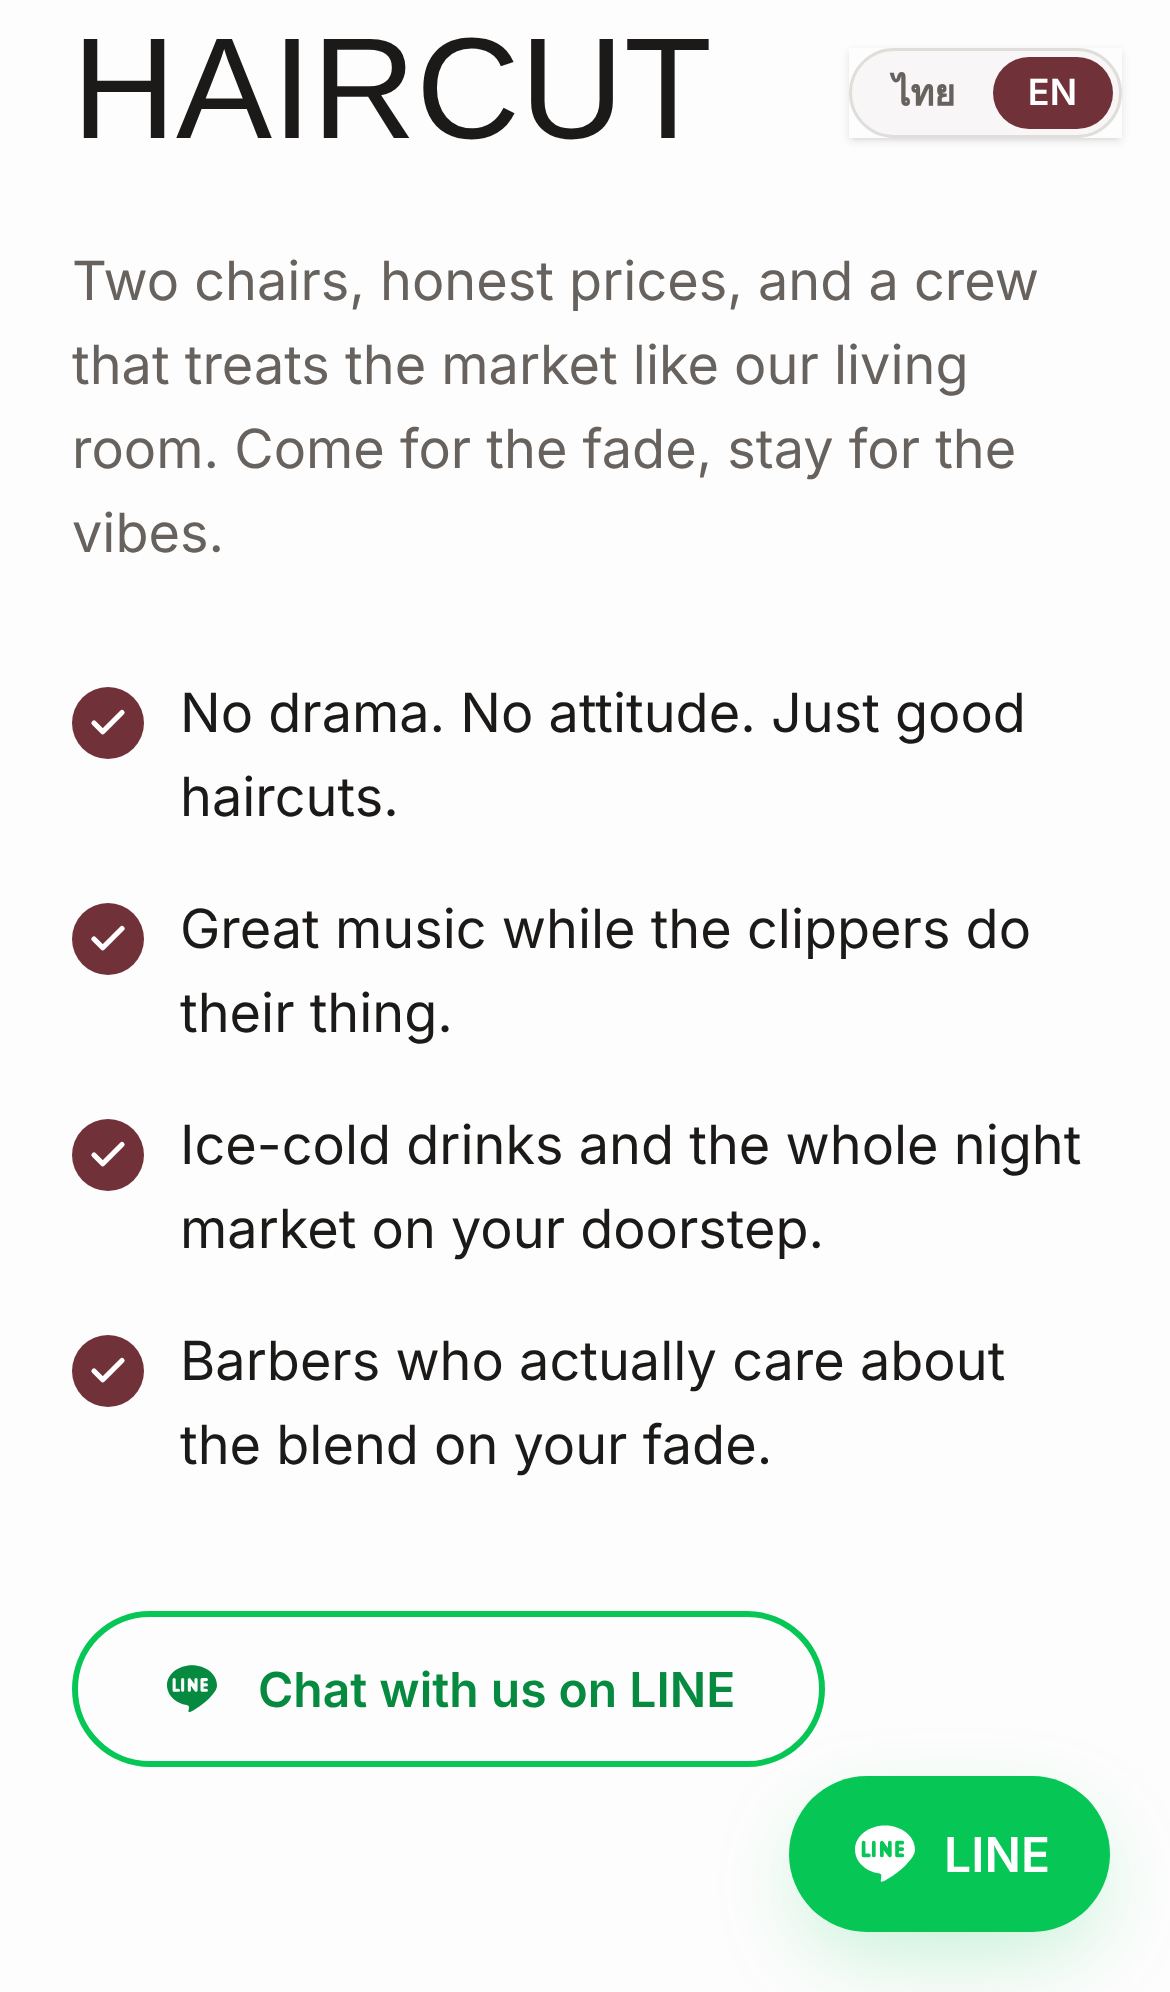 HAIRCUT
ไทย EN
Two chairs, honest prices, and a crew
that treats the market like our living
room. Come for the fade, stay for the
vibes.
No drama. No attitude. Just good
haircuts.
Great music while the clippers do
their thing.
Ice-cold drinks and the whole night
market on your doorstep.
Barbers who actually care about
the blend on your fade.
LINE Chat with us on LINE
LINE LINE